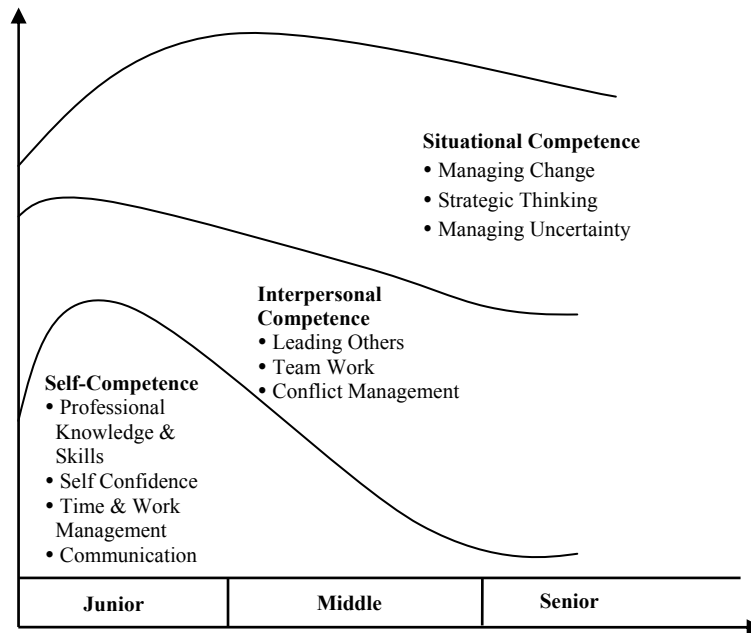 Situational Competence
• Managing Change
• Strategic Thinking
• Managing Uncertainty
Interpersonal
Competence
• Leading Others
• Team Work
• Conflict Management
Self-Competence
• Professional
Knowledge &
Skills
• Self Confidence
• Time & Work
Management
• Communication
Junior
Middle
Senior